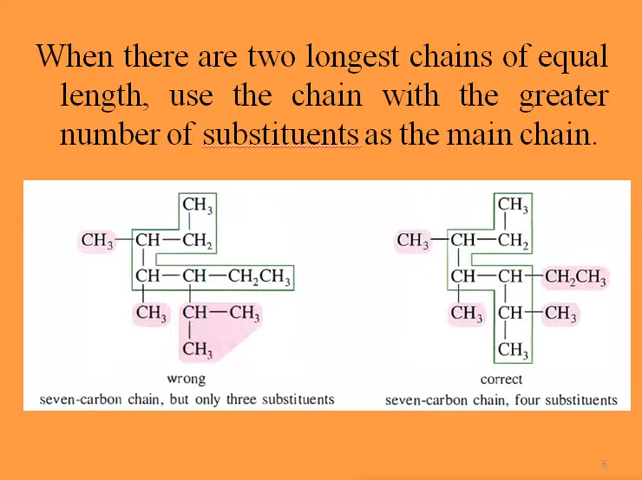 When there are two longest chains of equal
length, use the chain with the greater
number of substituents as the main chain.
CH₃
CH₃—CH—CH₂
CH—CH—CH₂CH₃
CH₃ CH—CH₃
CH₃
wrong
seven-carbon chain, but only three substituents
CH₃
CH₃—CH—CH₂
CH—CH—CH₂CH₃
CH₃ CH—CH₃
CH₃
correct
seven-carbon chain, four substituents
6